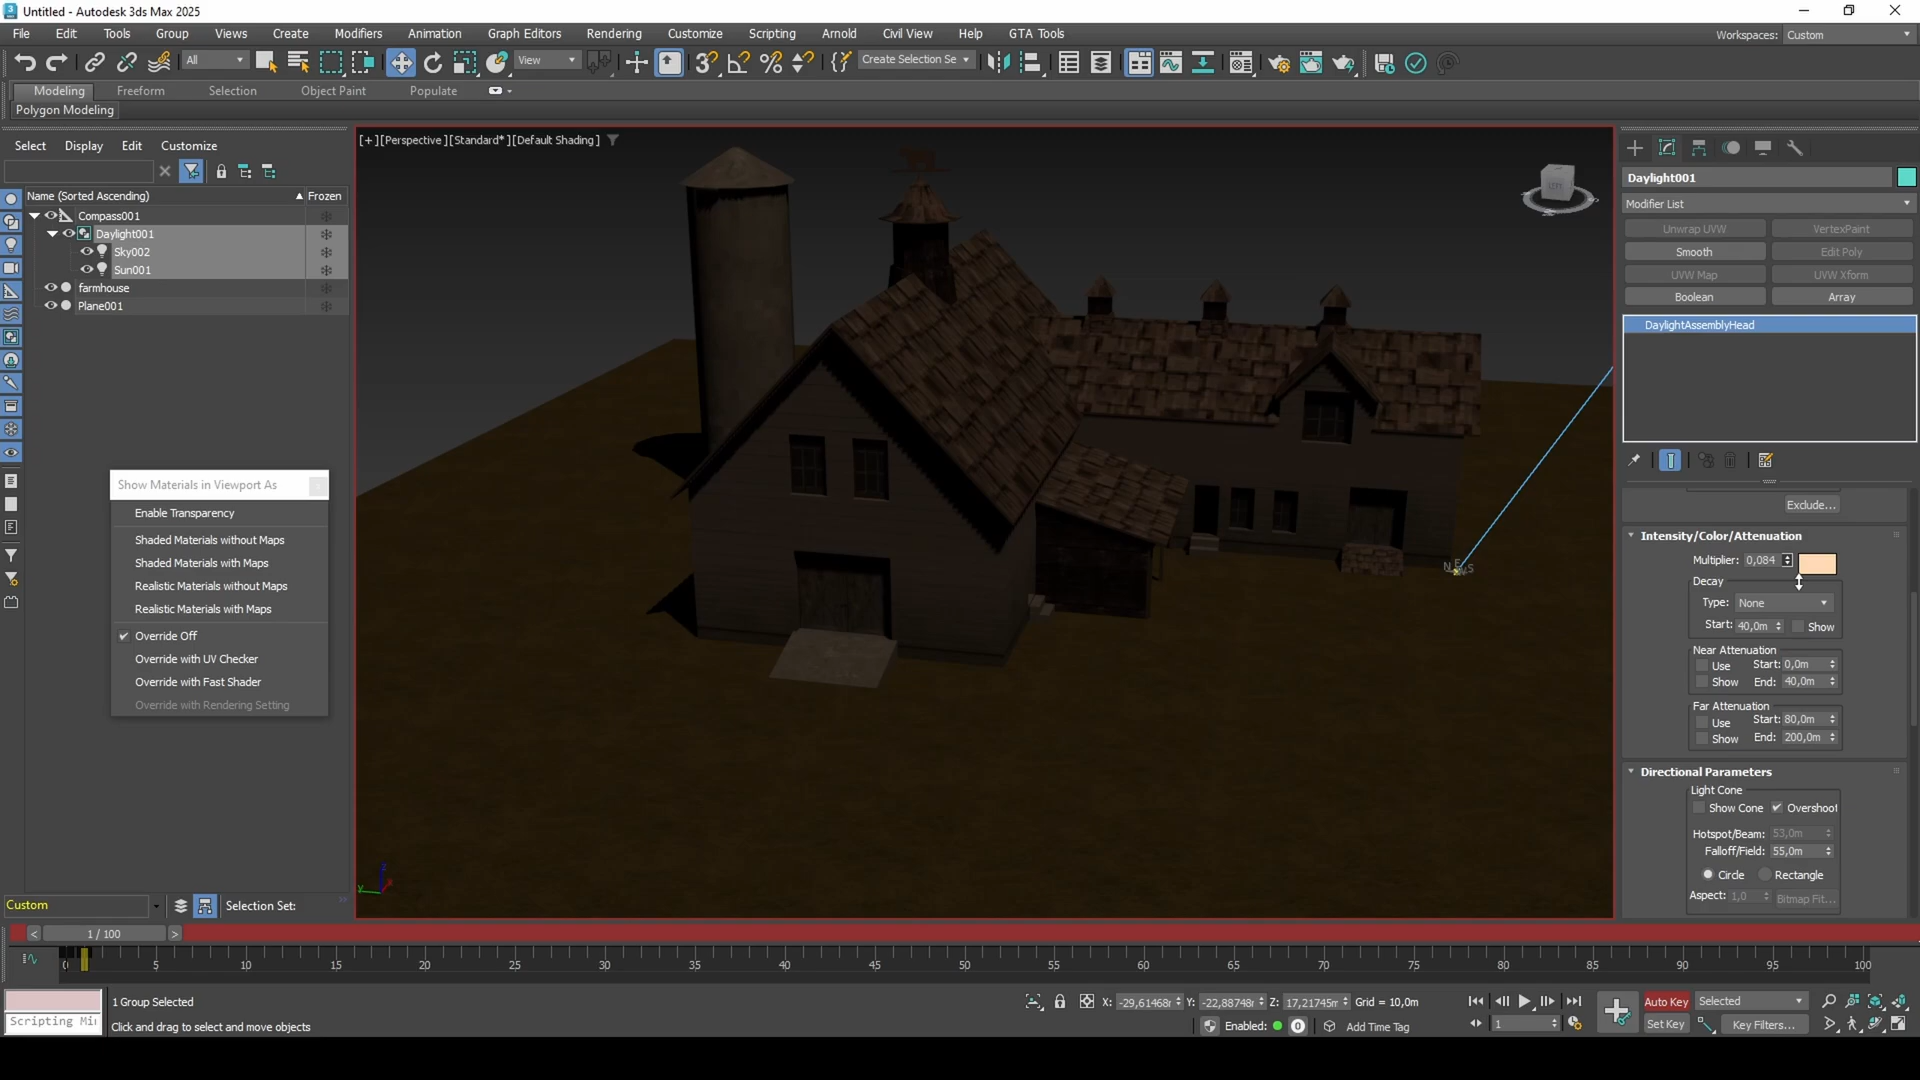 Untitled - Autodesk 3ds Max 2025
File Edit Tools Group Views Create Modifiers Animation Graph Editors Rendering Customize Scripting Arnold Civil View Help GTA Tools
Workspaces: Custom
All View Create Selection Se
Modeling Freeform Selection Object Paint Populate
Polygon Modeling
Select Display Edit Customize
Name (Sorted Ascending) Frozen
Compass001
Daylight001
Sky002
Sun001
farmhouse
Plane001
Show Materials in Viewport As
Enable Transparency
Shaded Materials without Maps
Shaded Materials with Maps
Realistic Materials without Maps
Realistic Materials with Maps
Override Off
Override with UV Checker
Override with Fast Shader
Override with Rendering Setting
Custom Selection Set:
[+][Perspective][Standard*][Default Shading]
Daylight001
Modifier List
Unwrap UVW VertexPaint
Smooth Edit Poly
UVW Map UVW Xform
Boolean Array
DaylightAssemblyHead
Exclude...
Intensity/Color/Attenuation
Multiplier: 0,084
Decay
Type: None
Start: 40,0m Show
Near Attenuation
Use Start: 0,0m
Show End: 40,0m
Far Attenuation
Use Start: 80,0m
Show End: 200,0m
Directional Parameters
Light Cone
Show Cone Overshoot
Hotspot/Beam: 53,0m
Falloff/Field: 55,0m
Circle Rectangle
Aspect: 1,0 Bitmap Fit...
< 1 / 100 >
0 5 10 15 20 25 30 35 40 45 50 55 60 65 70 75 80 85 90 95 100
1 Group Selected X: -29,61468 Y: -22,88748 Z: 17,21745m Grid = 10,0m Auto Key Selected
Scripting Mi Click and drag to select and move objects Enabled: 0 Add Time Tag 1 Set Key Key Filters...